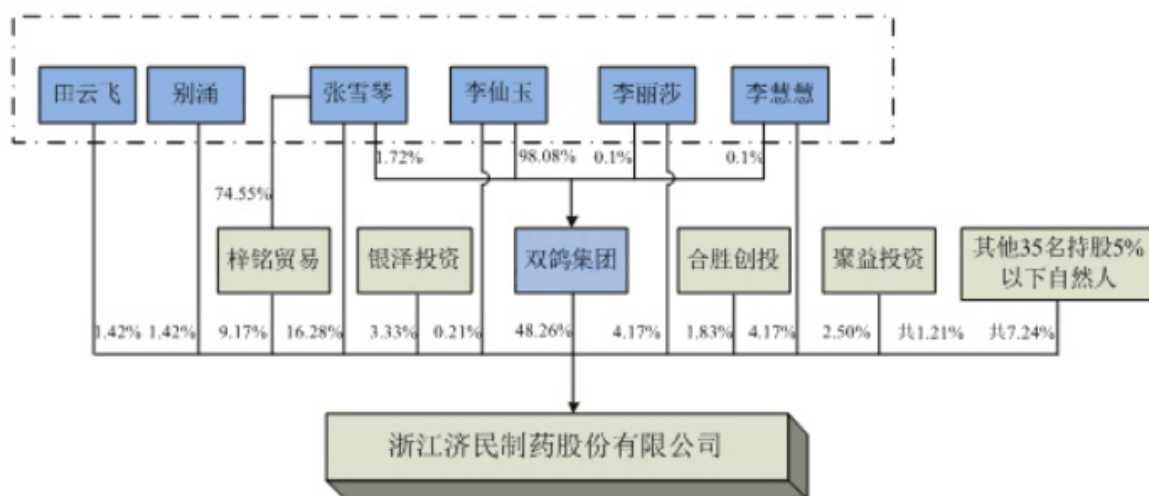 田云飞
别涌
张雪琴
李仙玉
李丽莎
李慧慧
1.72%
98.08%
0.1%
0.1%
74.55%
梓铭贸易
银泽投资
双鸽集团
合胜创投
聚益投资
其他35名持股5%
以下自然人
1.42%
1.42%
9.17%
16.28%
3.33%
0.21%
48.26%
4.17%
1.83%
4.17%
2.50%
共1.21%
共7.24%
浙江济民制药股份有限公司